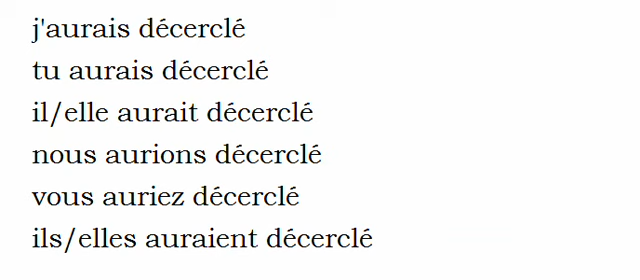 j'aurais décerclé
tu aurais décerclé
il/elle aurait décerclé
nous aurions décerclé
vous auriez décerclé
ils/elles auraient décerclé